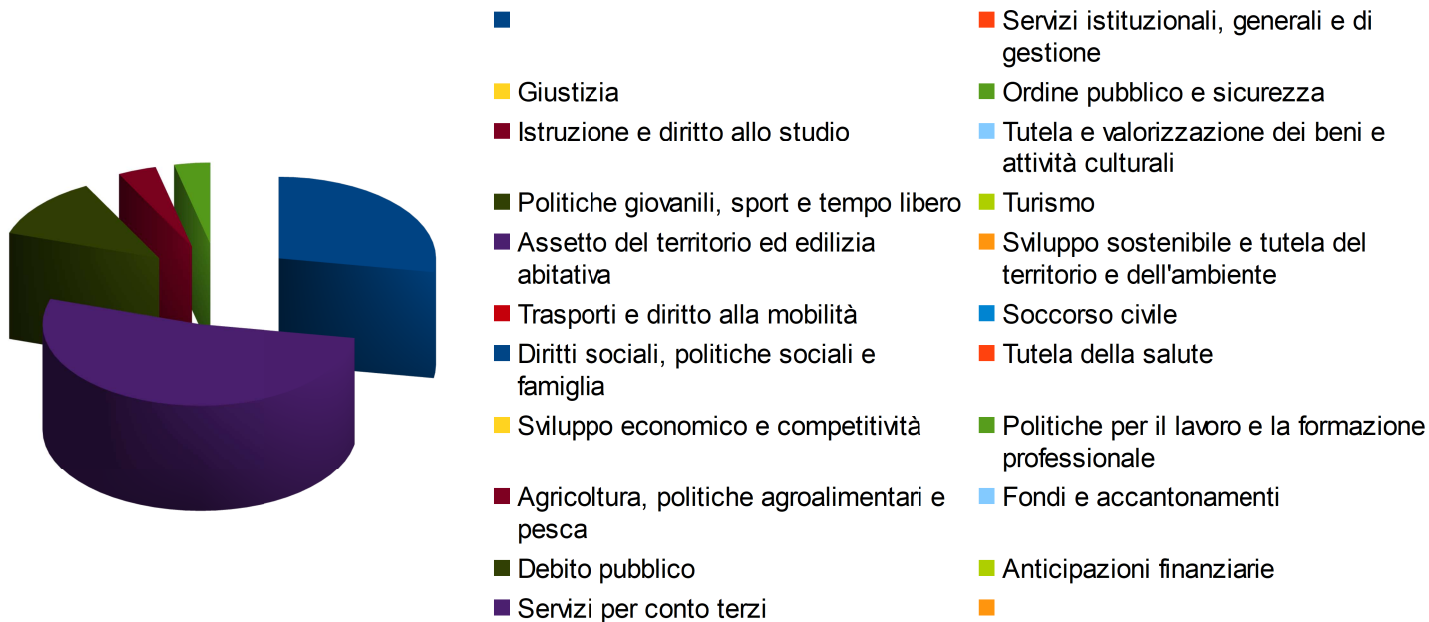 Servizi istituzionali, generali e di
gestione
Giustizia
Ordine pubblico e sicurezza
Istruzione e diritto allo studio
Tutela e valorizzazione dei beni e
attività culturali
Politiche giovanili, sport e tempo libero
Turismo
Assetto del territorio ed edilizia
abitativa
Sviluppo sostenibile e tutela del
territorio e dell'ambiente
Trasporti e diritto alla mobilità
Soccorso civile
Diritti sociali, politiche sociali e
famiglia
Tutela della salute
Sviluppo economico e competitività
Politiche per il lavoro e la formazione
professionale
Agricoltura, politiche agroalimentari e
pesca
Fondi e accantonamenti
Debito pubblico
Anticipazioni finanziarie
Servizi per conto terzi